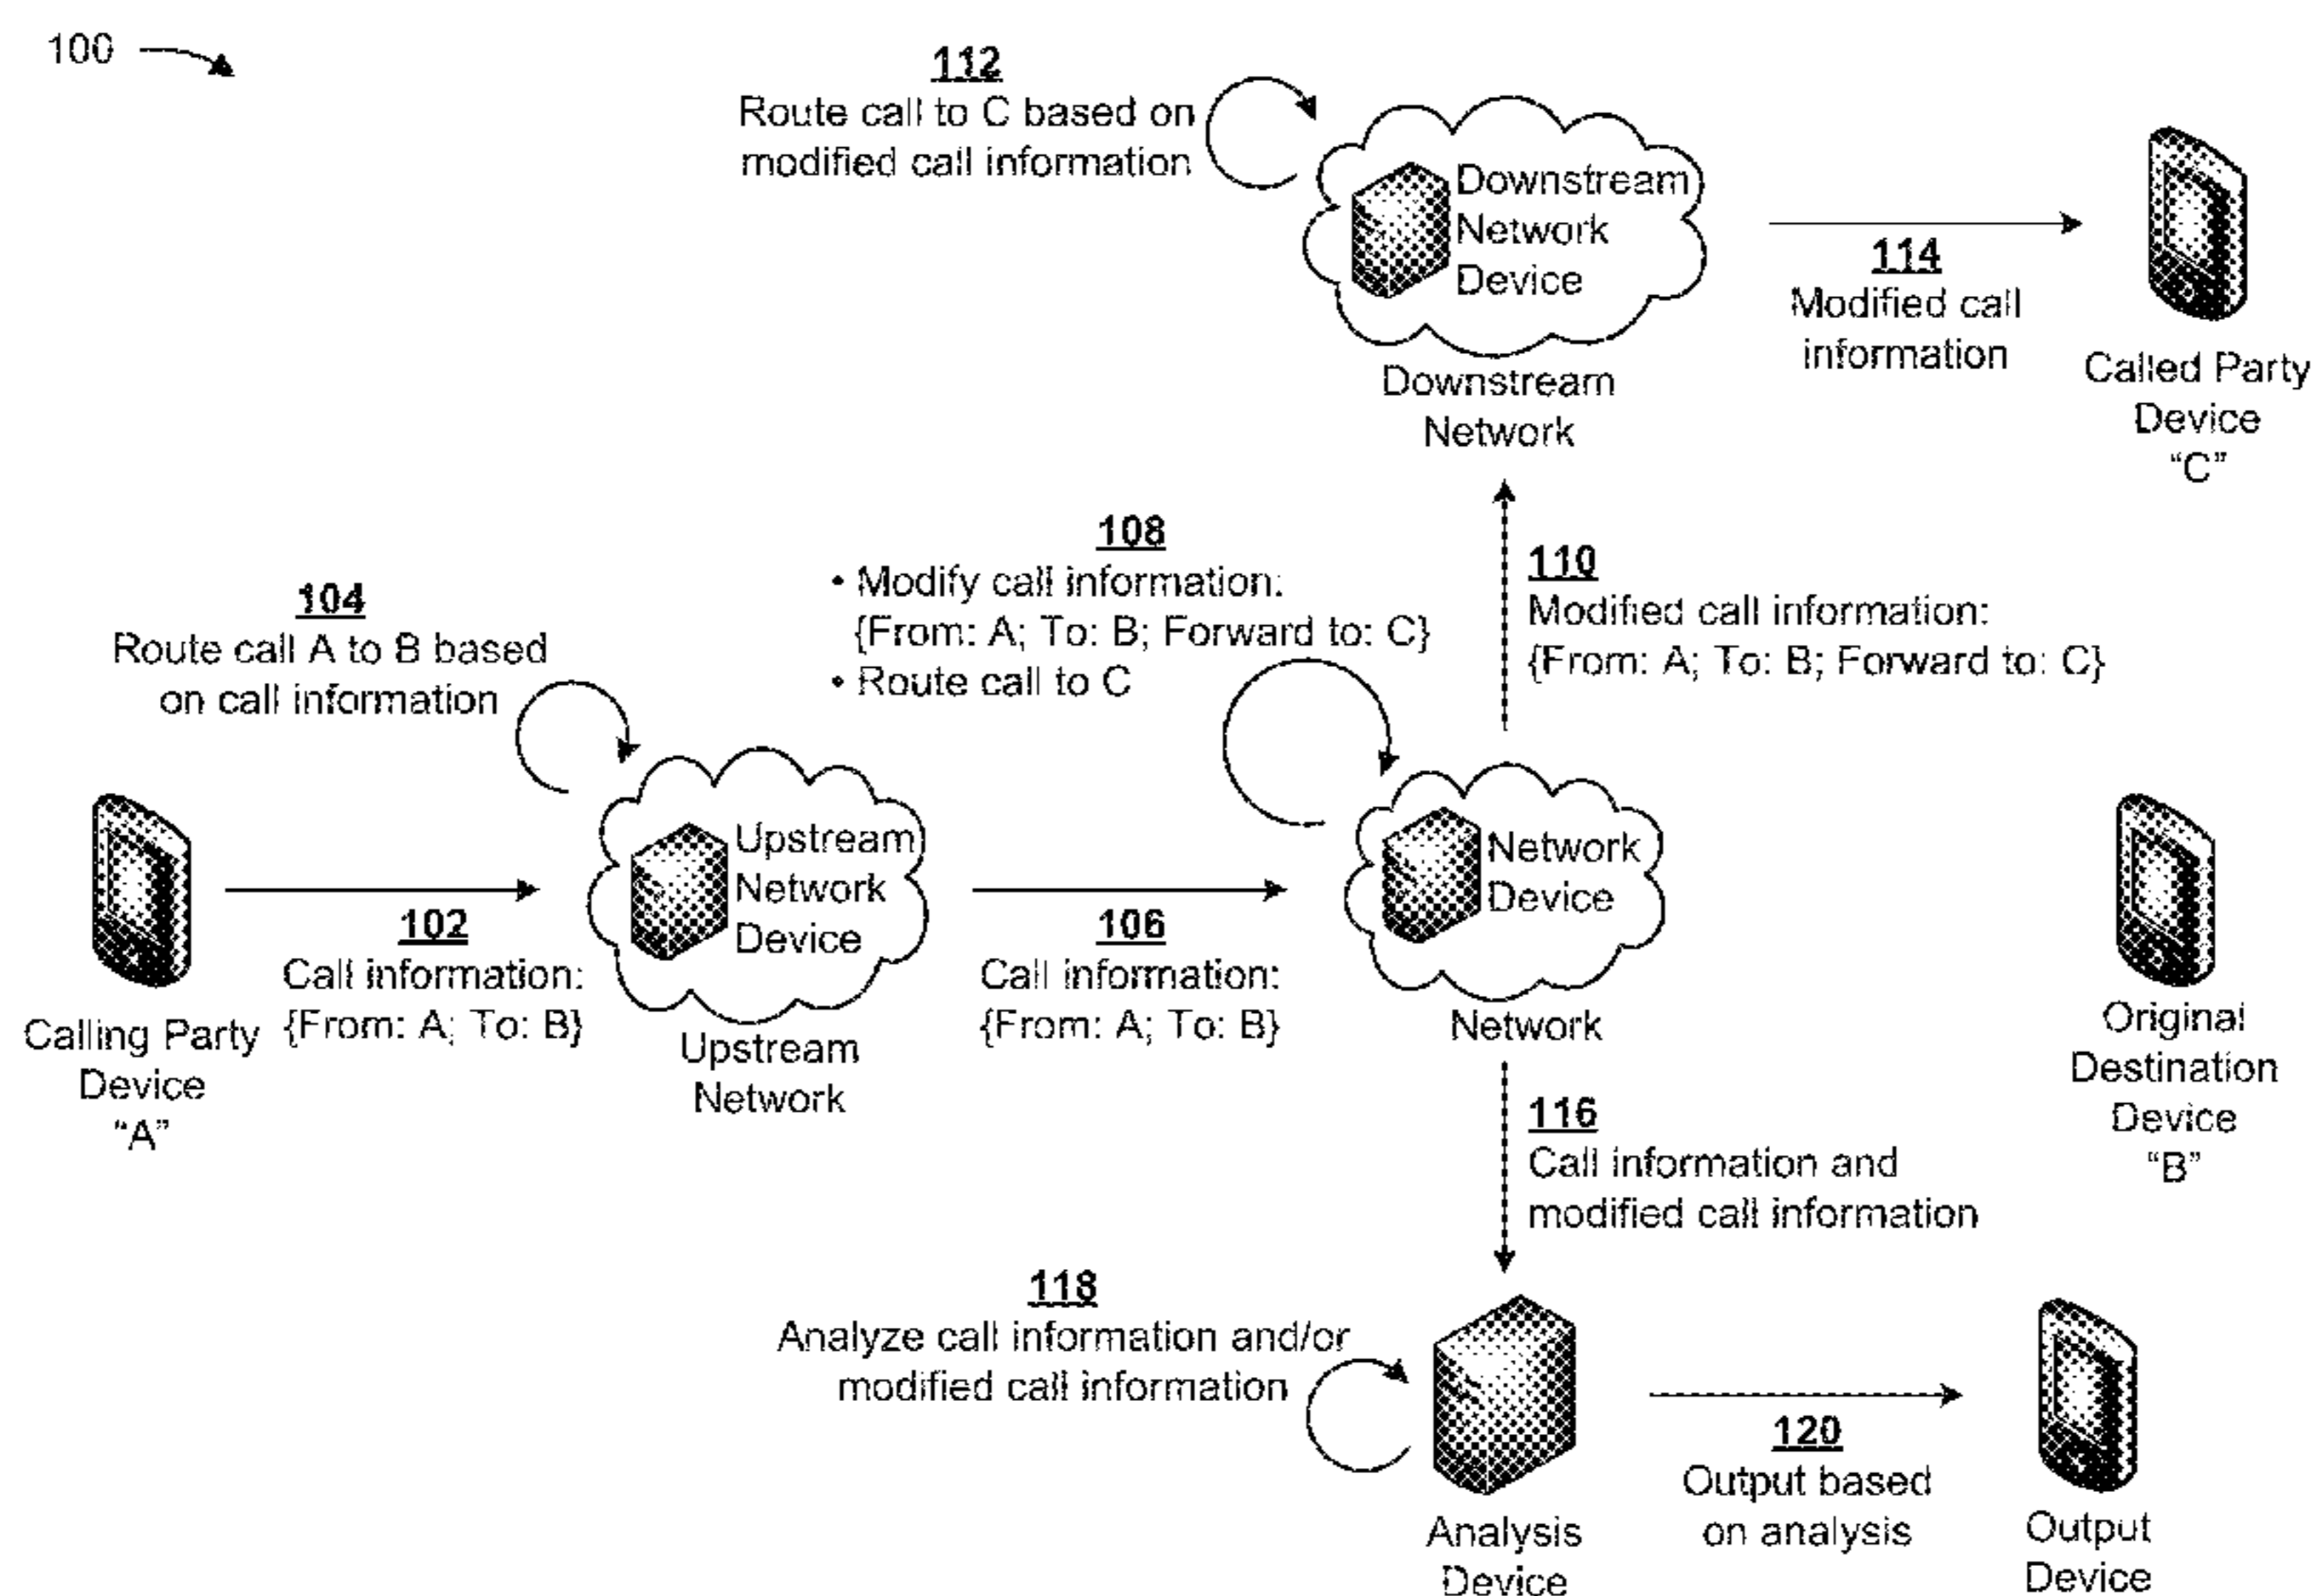 100
112
Route call to C based on
modified call information
Downstream
Network
Device
Downstream
Network
114
Modified call
information
Called Party
Device
“C”
104
Route call A to B based
on call information
108
• Modify call information:
{From: A; To: B; Forward to: C}
• Route call to C
110
Modified call information:
{From: A; To: B; Forward to: C}
Calling Party
Device
“A”
102
Call information:
{From: A; To: B}
Upstream
Network
Device
Upstream
Network
106
Call information:
{From: A; To: B}
Network
Device
Network
Original
Destination
Device
“B”
116
Call information and
modified call information
118
Analyze call information and/or
modified call information
Analysis
Device
120
Output based
on analysis
Output
Device